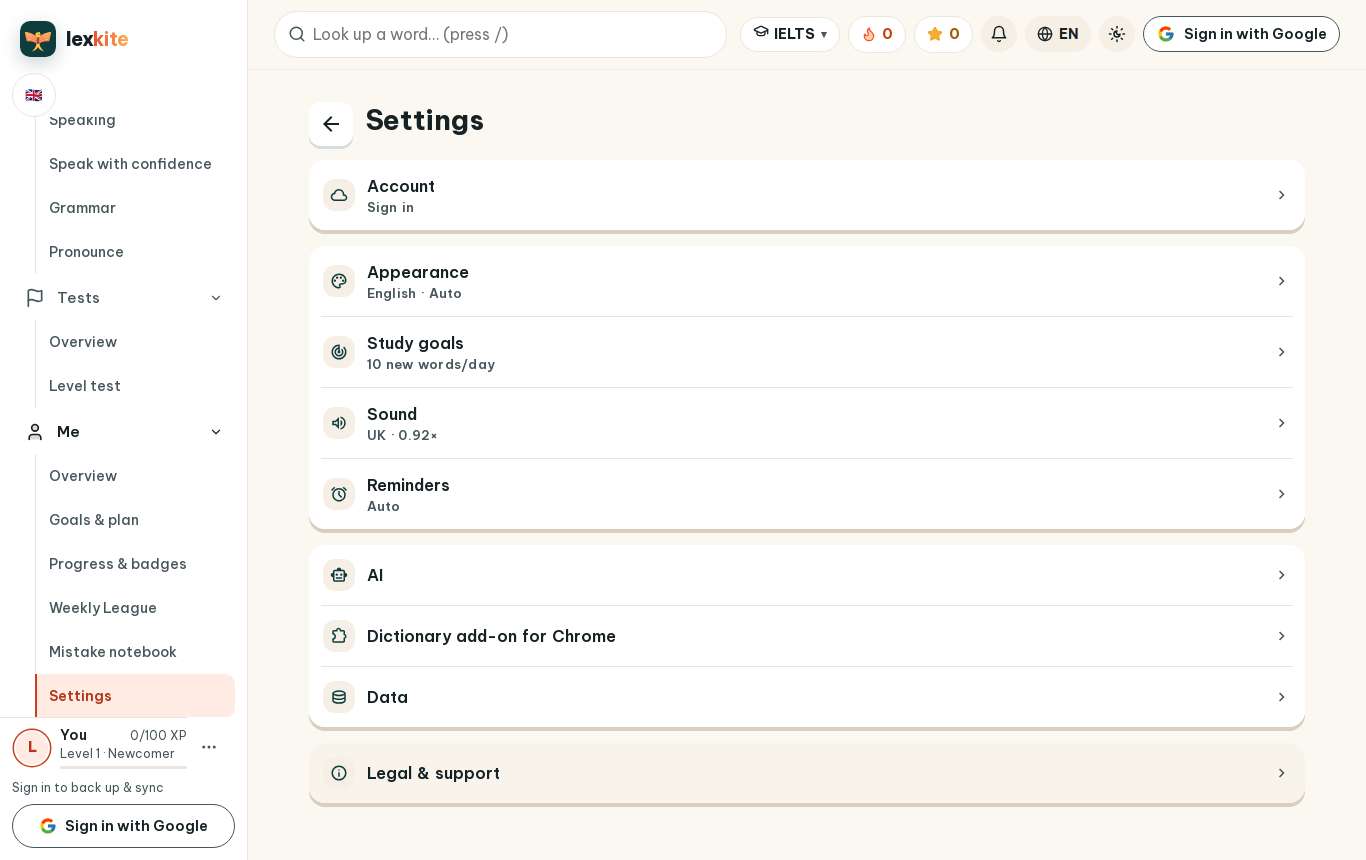 lexkite
Look up a word... (press /)
IELTS ▾
0
0
EN
Sign in with Google
Speaking
Speak with confidence
Grammar
Pronounce
Tests
Overview
Level test
Me
Overview
Goals & plan
Progress & badges
Weekly League
Mistake notebook
Settings
L
You
0/100 XP
Level 1 · Newcomer
Sign in to back up & sync
Sign in with Google
Settings
Account
Sign in
Appearance
English · Auto
Study goals
10 new words/day
Sound
UK · 0.92×
Reminders
Auto
AI
Dictionary add-on for Chrome
Data
Legal & support